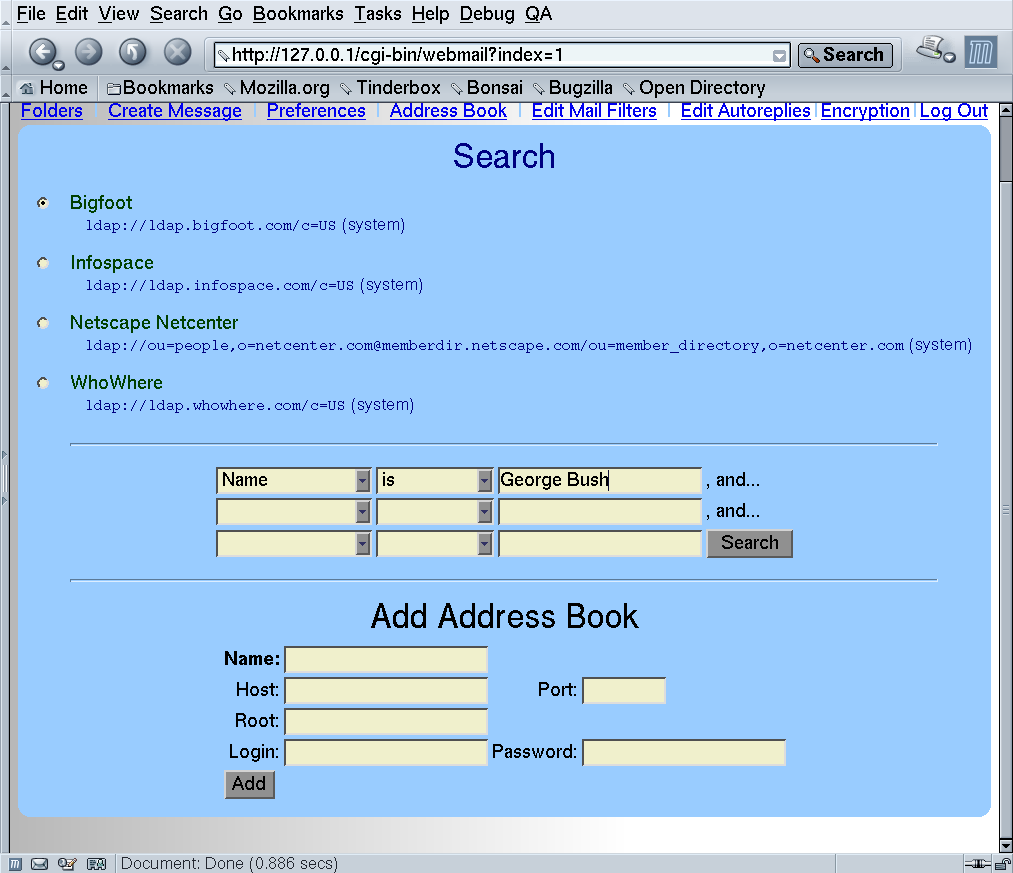 File Edit View Search Go Bookmarks Tasks Help Debug QA
http://127.0.0.1/cgi-bin/webmail?index=1 Search
Home Bookmarks Mozilla.org Tinderbox Bonsai Bugzilla Open Directory
Folders Create Message Preferences Address Book Edit Mail Filters Edit Autoreplies Encryption Log Out
Search
Bigfoot
ldap://ldap.bigfoot.com/c=US (system)
Infospace
ldap://ldap.infospace.com/c=US (system)
Netscape Netcenter
ldap://ou=people,o=netcenter.com@memberdir.netscape.com/ou=member_directory,o=netcenter.com (system)
WhoWhere
ldap://ldap.whowhere.com/c=US (system)
Name is George Bush , and...
, and...
Search
Add Address Book
Name:
Host: Port:
Root:
Login: Password:
Add
Document: Done (0.886 secs)